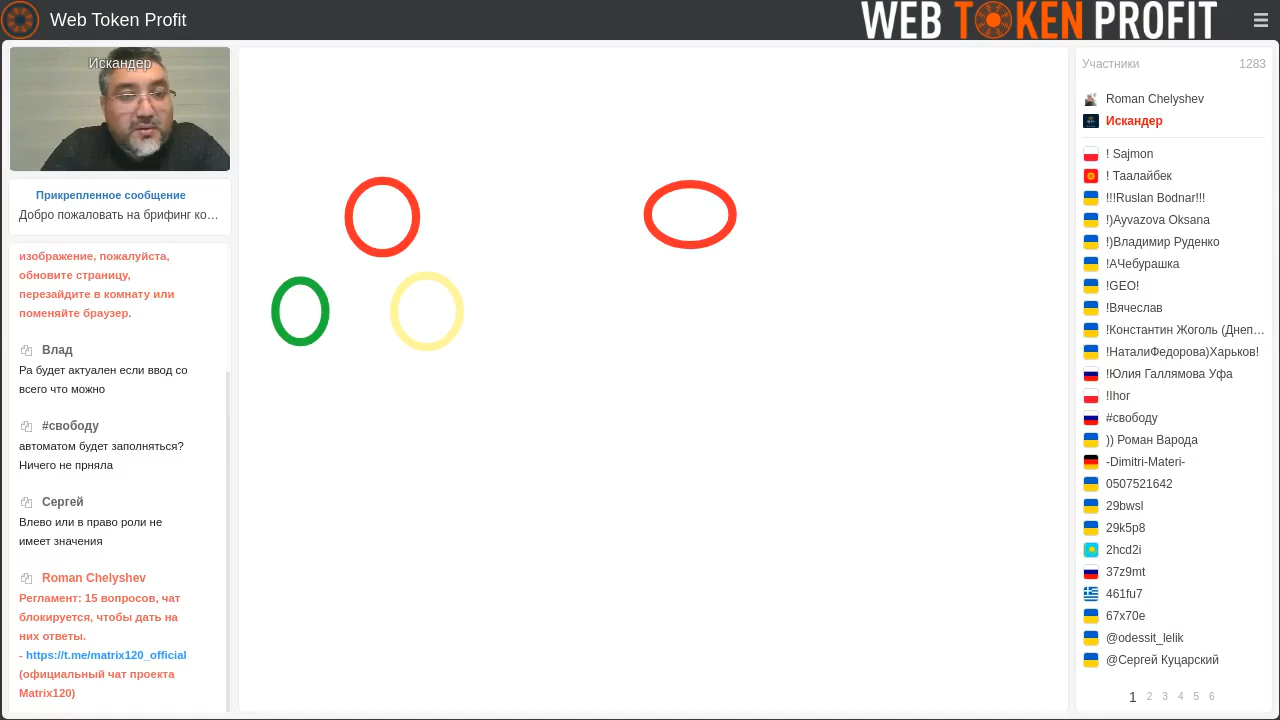 Web Token Profit
WEB TOKEN PROFIT
Искандер
Прикрепленное сообщение
Добро пожаловать на брифинг ко…
изображение, пожалуйста,
обновите страницу,
перезайдите в комнату или
поменяйте браузер.
Влад
Ра будет актуален если ввод со
всего что можно
#свободу
автоматом будет заполняться?
Ничего не прняла
Сергей
Влево или в право роли не
имеет значения
Roman Chelyshev
Регламент: 15 вопросов, чат
блокируется, чтобы дать на
них ответы.
- https://t.me/matrix120_official
(официальный чат проекта
Matrix120)
Участники 1283
Roman Chelyshev
Искандер
! Sajmon
! Таалайбек
!!!Ruslan Bodnar!!!
!)Ayvazova Oksana
!)Владимир Руденко
!АЧебурашка
!GEO!
!Вячеслав
!Константин Жоголь (Днеп…
!НаталиФедорова)Харьков!
!Юлия Галлямова Уфа
!Ihor
#свободу
)) Роман Варода
-Dimitri-Materi-
0507521642
29bwsl
29k5p8
2hcd2i
37z9mt
461fu7
67x70e
@odessit_lelik
@Сергей Куцарский
1 2 3 4 5 6